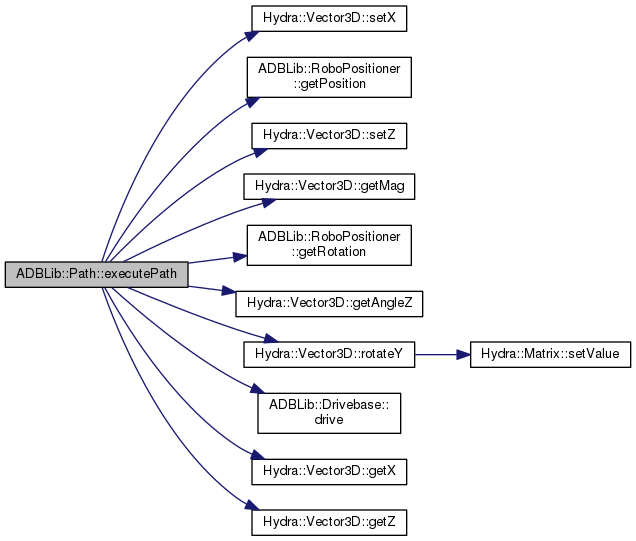 Hydra::Vector3D::setX
ADBLib::RoboPositioner
::getPosition
Hydra::Vector3D::setZ
Hydra::Vector3D::getMag
ADBLib::RoboPositioner
::getRotation
ADBLib::Path::executePath
Hydra::Vector3D::getAngleZ
Hydra::Vector3D::rotateY
Hydra::Matrix::setValue
ADBLib::Drivebase::
drive
Hydra::Vector3D::getX
Hydra::Vector3D::getZ